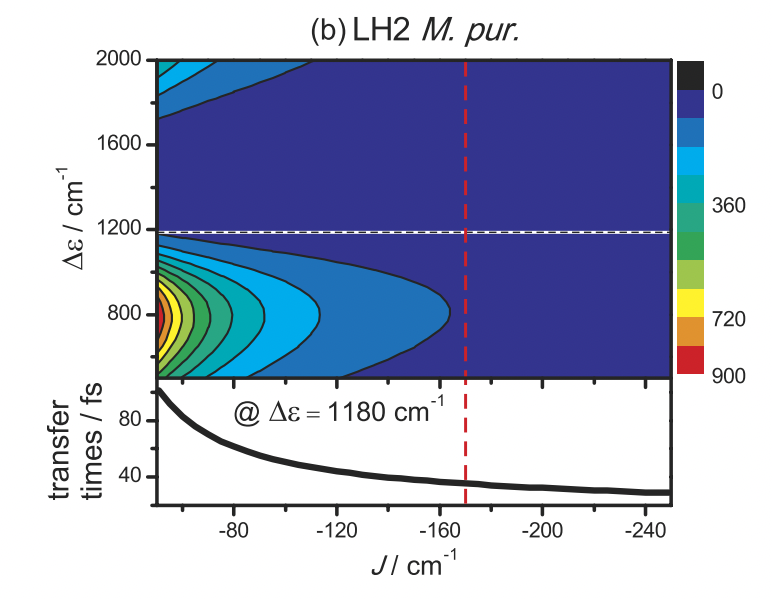 (b) LH2 M. pur.
2000
1600
1200
800
Δε / cm⁻¹
0
360
720
900
@ Δε = 1180 cm⁻¹
80
40
transfer
times / fs
-80 -120 -160 -200 -240
J / cm⁻¹